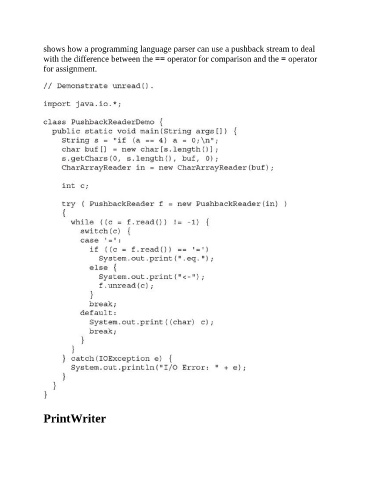 shows how a programming language parser can use a pushback stream to deal
with the difference between the == operator for comparison and the = operator
for assignment.
// Demonstrate unread().
import java.io.*;
class PushbackReaderDemo {
public static void main(String args[]) {
String s = "if (a == 4) a = 0;\n";
char buf[] = new char[s.length()];
s.getChars(0, s.length(), buf, 0);
CharArrayReader in = new CharArrayReader(buf);
int c;
try ( PushbackReader f = new PushbackReader(in) )
{
while ((c = f.read()) != -1) {
switch(c) {
case '=':
if ((c = f.read()) == '=')
System.out.print(".eq.");
else {
System.out.print("<-");
f.unread(c);
}
break;
default:
System.out.print((char) c);
break;
}
}
} catch(IOException e) {
System.out.println("I/O Error: " + e);
}
}
}
PrintWriter